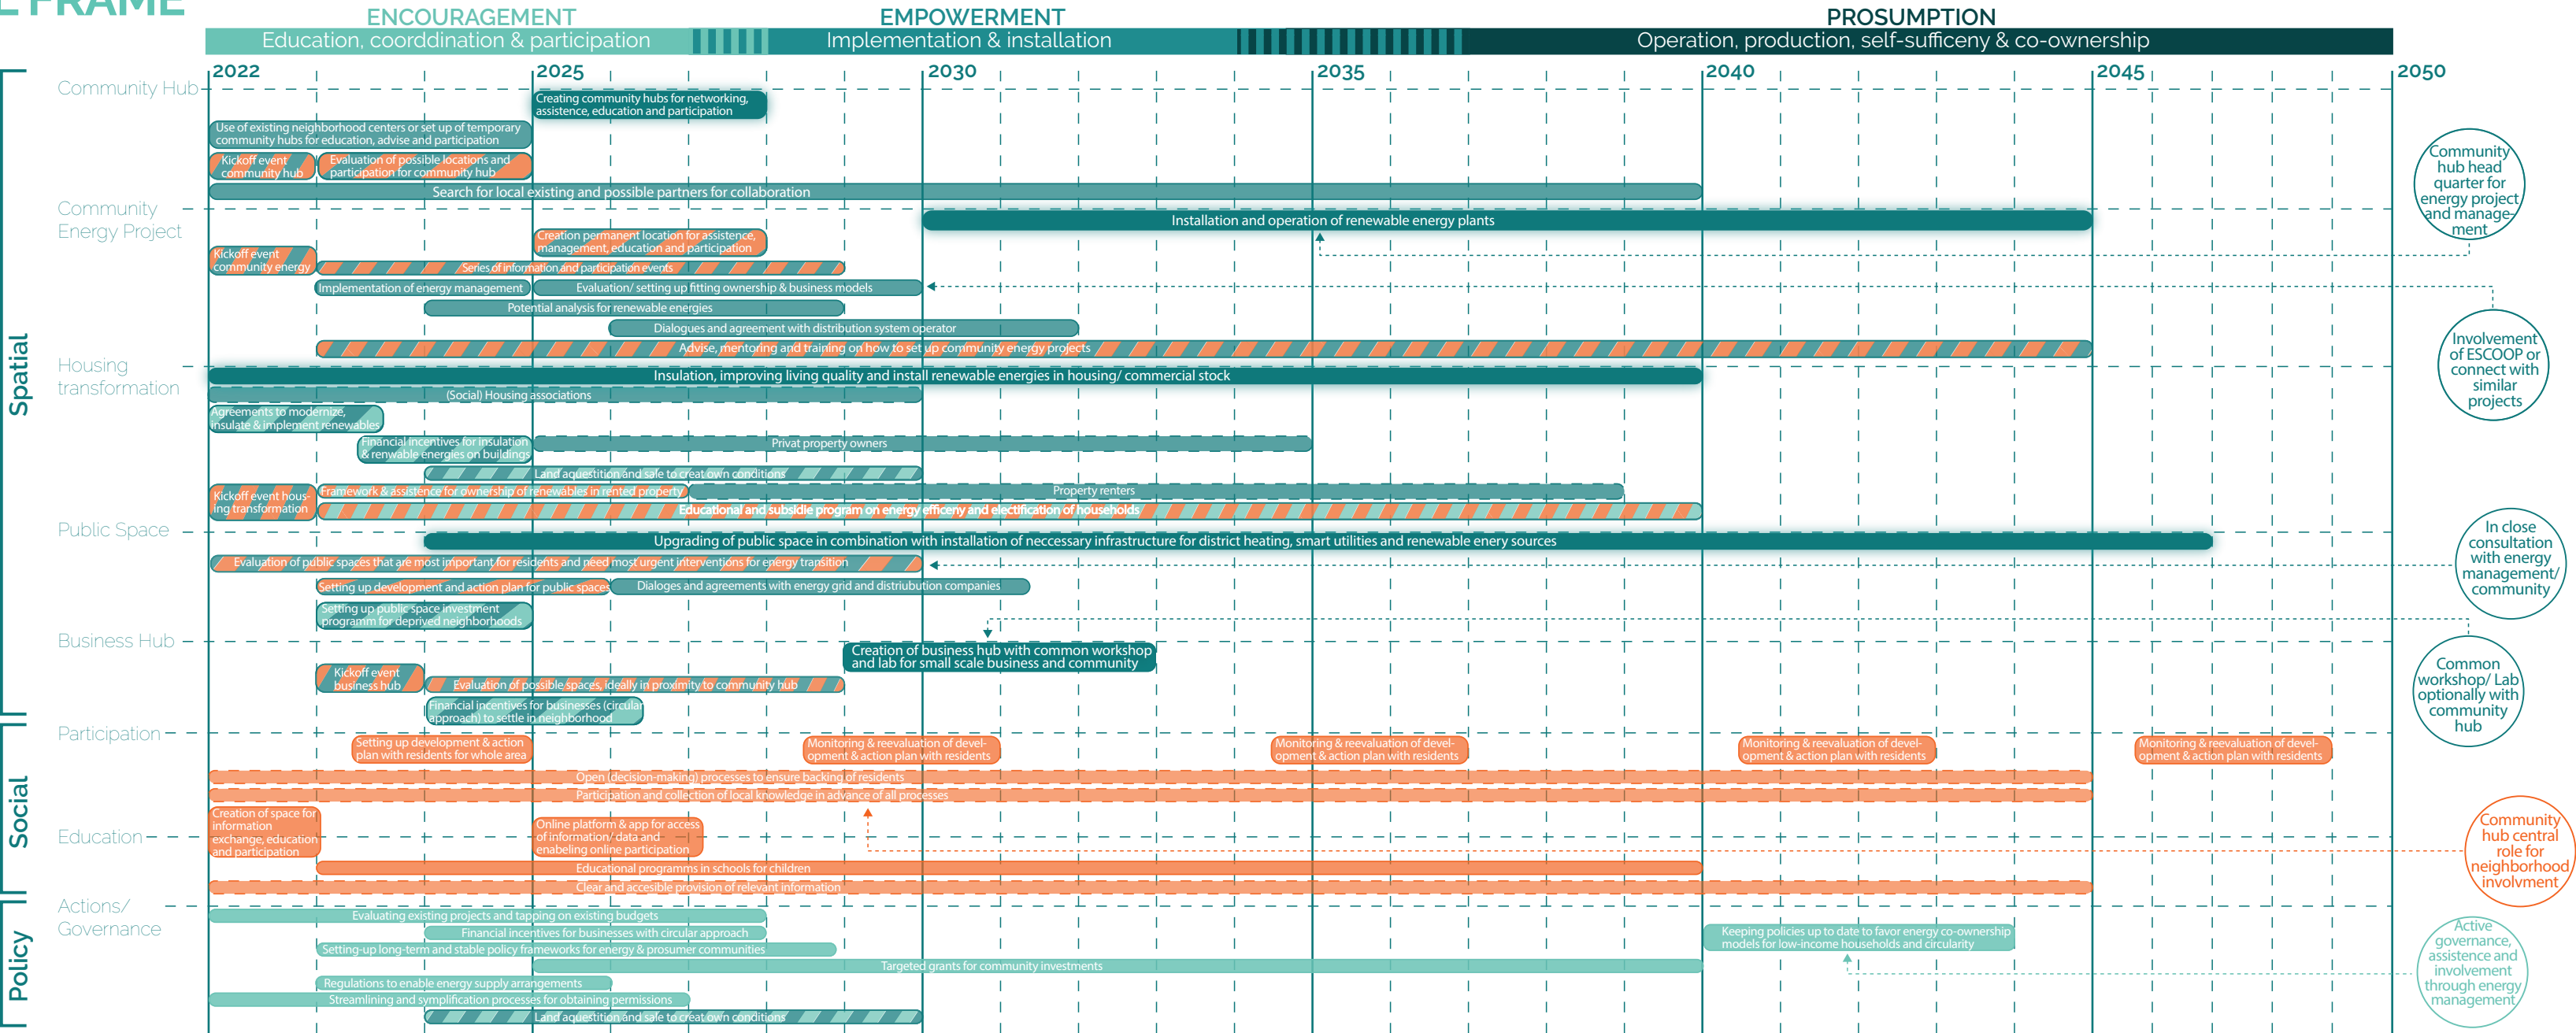 E FRAME
ENCOURAGEMENT
EMPOWERMENT
PROSUMPTION
Education, coorddination & participation
Implementation & installation
Operation, production, self-sufficeny & co-ownership
2022
2025
2030
2035
2040
2045
2050
Spatial
Community Hub
Creating community hubs for networking,
assistence, education and participation
Use of existing neighborhood centers or set up of temporary
community hubs for education, advise and participation
Kickoff event
community hub
Evaluation of possible locations and
participation for community hub
Search for local existing and possible partners for collaboration
Community
hub head
quarter for
energy project
and manage-
ment
Community
Energy Project
Installation and operation of renewable energy plants
Creation permanent location for assistence,
management, education and participation
Kickoff event
community energy
Series of information and participation events
Implementation of energy management
Evaluation/ setting up fitting ownership & business models
Potential analysis for renewable energies
Dialogues and agreement with distribution system operator
Advise, mentoring and training on how to set up community energy projects
Involvement
of ESCOOP or
connect with
similar
projects
Housing
transformation
Insulation, improving living quality and install renewable energies in housing/ commercial stock
(Social) Housing associations
Agreements to modernize,
insulate & implement renewables
Financial incentives for insulation
& renwable energies on buildings
Privat property owners
Land aquestition and sale to creat own conditions
Kickoff event hous-
ing transformation
Framework & assistence for ownership of renewables in rented property
Property renters
Educational and subsidie program on energy efficeny and electification of households
Public Space
Upgrading of public space in combination with installation of neccessary infrastructure for district heating, smart utilities and renewable enery sources
Evaluation of public spaces that are most important for residents and need most urgent interventions for energy transition
Setting up development and action plan for public spaces
Dialoges and agreements with energy grid and distriubtion companies
Setting up public space investment
programm for deprived neighborhoods
In close
consultation
with energy
management/
community
Business Hub
Creation of business hub with common workshop
and lab for small scale business and community
Kickoff event
business hub
Evaluation of possible spaces, ideally in proximity to community hub
Financial incentives for businesses (circular
approach) to settle in neighborhood
Common
workshop/ Lab
optionally with
community
hub
Social
Participation
Setting up development & action
plan with residents for whole area
Monitoring & reevaluation of devel-
opment & action plan with residents
Monitoring & reevaluation of devel-
opment & action plan with residents
Monitoring & reevaluation of devel-
opment & action plan with residents
Monitoring & reevaluation of devel-
opment & action plan with residents
Open (decision-making) processes to ensure backing of residents
Participation and collection of local knowledge in advance of all processes
Education
Creation of space for
information
exchange, education
and participation
Online platform & app for access
of information/ data and
enabeling online participation
Educational programms in schools for children
Clear and accesible provision of relevant information
Community
hub central
role for
neighborhood
involvment
Policy
Actions/
Governance
Evaluating existing projects and tapping on existing budgets
Financial incentives for businesses with circular approach
Setting-up long-term and stable policy frameworks for energy & prosumer communities
Keeping policies up to date to favor energy co-ownership
models for low-income households and circularity
Targeted grants for community investments
Regulations to enable energy supply arrangements
Streamlining and symplification processes for obtaining permissions
Land aquestition and sale to creat own conditions
Active
governance,
assistence and
involvement
through energy
management